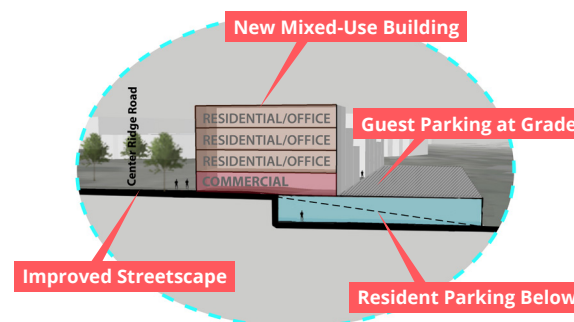 New Mixed-Use Building
Center Ridge Road
RESIDENTIAL/OFFICE
RESIDENTIAL/OFFICE
RESIDENTIAL/OFFICE
COMMERCIAL
Guest Parking at Grade
Improved Streetscape
Resident Parking Below